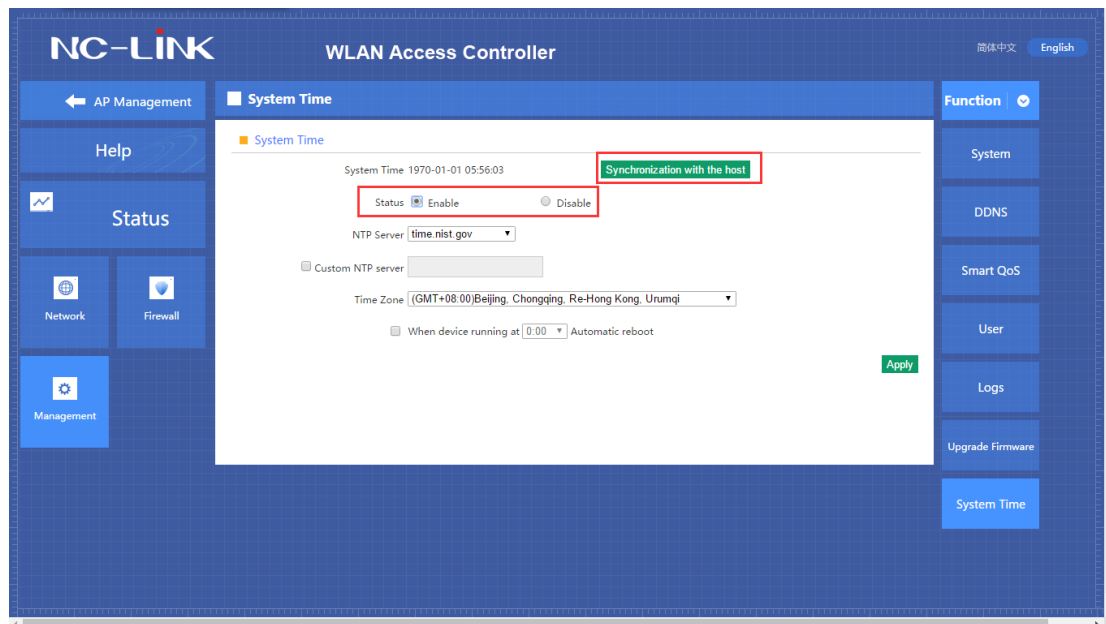 NC-LINK
WLAN Access Controller
简体中文 English
AP Management
System Time
Function
Help
Status
Network Firewall
Management
System Time
System Time 1970-01-01 05:56:03 Synchronization with the host
Status Enable Disable
NTP Server time.nist.gov
Custom NTP server
Time Zone (GMT+08:00)Beijing, Chongqing, Re-Hong Kong, Urumqi
When device running at 0:00 Automatic reboot
Apply
System
DDNS
Smart QoS
User
Logs
Upgrade Firmware
System Time